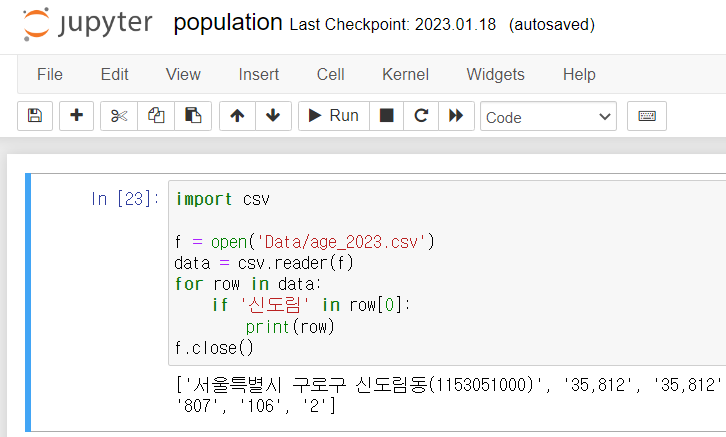 jupyter population Last Checkpoint: 2023.01.18 (autosaved)
File Edit View Insert Cell Kernel Widgets Help
Run Code
In [23]: import csv
f = open('Data/age_2023.csv')
data = csv.reader(f)
for row in data:
    if '신도림' in row[0]:
        print(row)
f.close()
['서울특별시 구로구 신도림동(1153051000)', '35,812', '35,812'
'807', '106', '2']